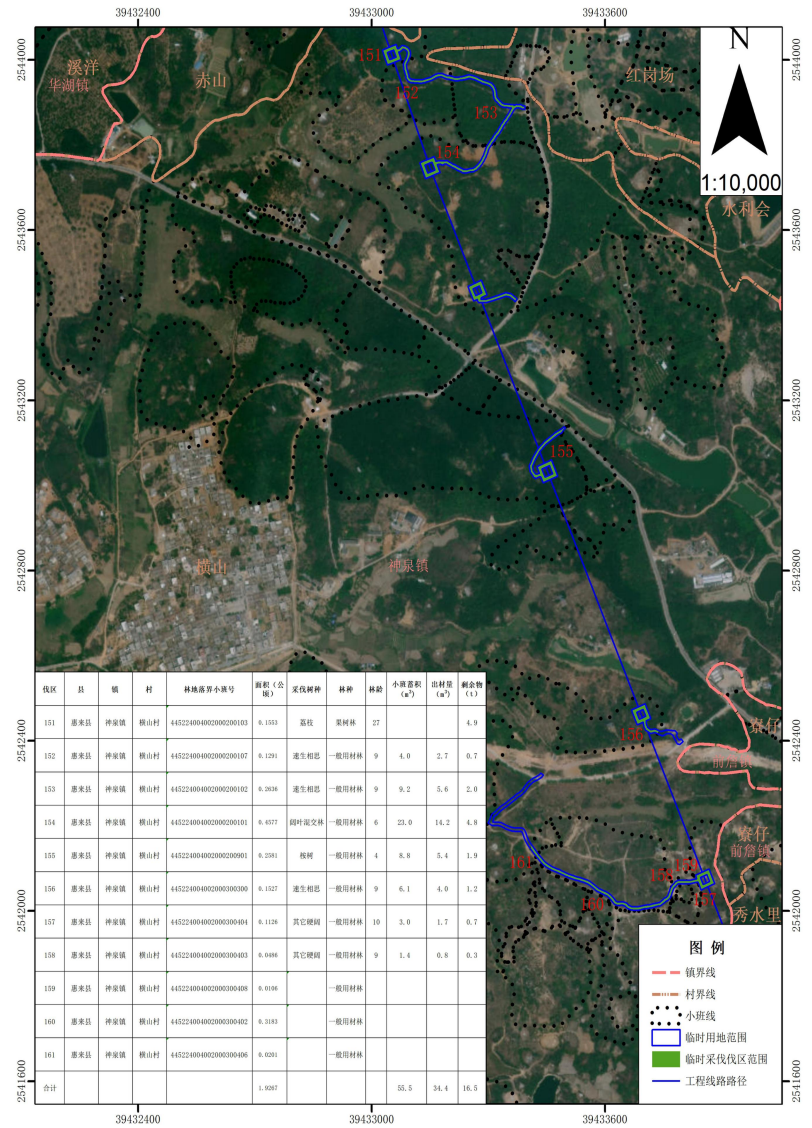 39432400 39433000 39433600
2544000
2543600
2543200
2542800
2542400
2542000
2541600
2544000
2543600
2543200
2542800
2542400
2542000
2541600
N
1:10,000
溪洋
华湖镇
赤山
红岗场
水利会
151
152
153
154
155
横山
神泉镇
156
寮仔
前詹镇
寮仔
前詹镇
秀水里
161
160
158
159
157
伐区 县 镇 村 林地落界小班号 面积（公顷） 采伐树种 林种 林龄 小班蓄积（m³） 出材量（m³） 剩余物（t）
151 惠来县 神泉镇 横山村 445224004002000200103 0.1553 荔枝 果树林 27 4.9
152 惠来县 神泉镇 横山村 445224004002000200107 0.1291 速生相思 一般用材林 9 4.0 2.7 0.7
153 惠来县 神泉镇 横山村 445224004002000200102 0.2636 速生相思 一般用材林 9 9.2 5.6 2.0
154 惠来县 神泉镇 横山村 445224004002000200101 0.4577 阔叶混交林 一般用材林 6 23.0 14.2 4.8
155 惠来县 神泉镇 横山村 445224004002000200901 0.2581 桉树 一般用材林 4 8.8 5.4 1.9
156 惠来县 神泉镇 横山村 445224004002000300300 0.1527 速生相思 一般用材林 9 6.1 4.0 1.2
157 惠来县 神泉镇 横山村 445224004002000300404 0.1126 其它硬阔 一般用材林 10 3.0 1.7 0.7
158 惠来县 神泉镇 横山村 445224004002000300403 0.0486 其它硬阔 一般用材林 9 1.4 0.8 0.3
159 惠来县 神泉镇 横山村 445224004002000300408 0.0106 一般用材林
160 惠来县 神泉镇 横山村 445224004002000300402 0.3183 一般用材林
161 惠来县 神泉镇 横山村 445224004002000300406 0.0201 一般用材林
合计 1.9267 55.5 34.4 16.5
图 例
镇界线
村界线
小班线
临时用地范围
临时采伐伐区范围
工程线路路径
39432400 39433000 39433600